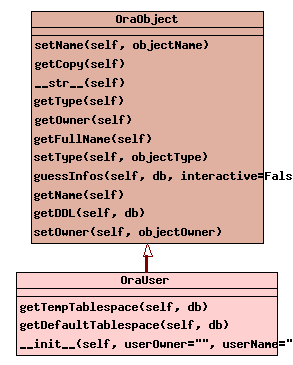 OraObject
setName(self, objectName)
getCopy(self)
__str__(self)
getType(self)
getOwner(self)
getFullName(self)
setType(self, objectType)
guessInfos(self, db, interactive=Fals
getName(self)
getDDL(self, db)
setOwner(self, objectOwner)
OraUser
getTempTablespace(self, db)
getDefaultTablespace(self, db)
__init__(self, userOwner="", userName="